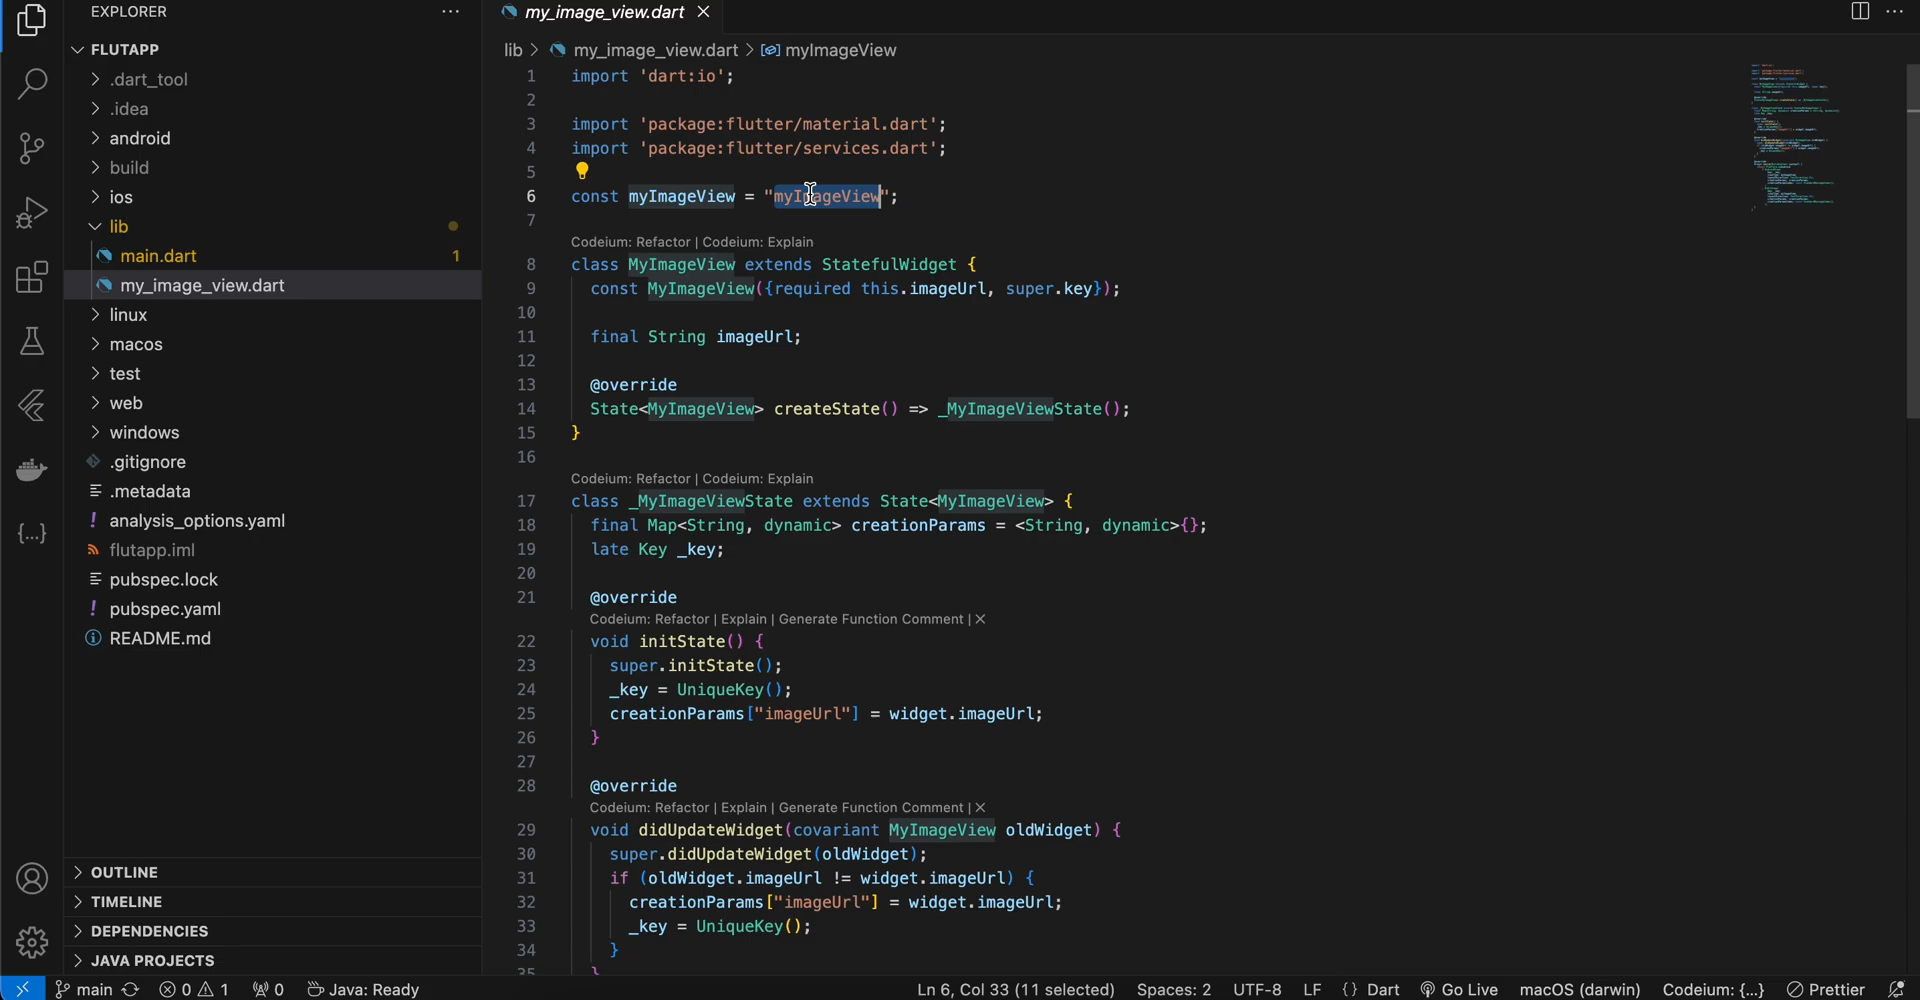 EXPLORER
FLUTAPP
.dart_tool
.idea
android
build
ios
lib
main.dart 1
my_image_view.dart
linux
macos
test
web
windows
.gitignore
.metadata
! analysis_options.yaml
flutapp.iml
pubspec.lock
! pubspec.yaml
README.md
OUTLINE
TIMELINE
DEPENDENCIES
JAVA PROJECTS
my_image_view.dart
lib > my_image_view.dart > myImageView
1 import 'dart:io';
2
3 import 'package:flutter/material.dart';
4 import 'package:flutter/services.dart';
5
6 const myImageView = "myImageView";
7
Codeium: Refactor | Codeium: Explain
8 class MyImageView extends StatefulWidget {
9 const MyImageView({required this.imageUrl, super.key});
10
11 final String imageUrl;
12
13 @override
14 State<MyImageView> createState() => _MyImageViewState();
15 }
16
Codeium: Refactor | Codeium: Explain
17 class _MyImageViewState extends State<MyImageView> {
18 final Map<String, dynamic> creationParams = <String, dynamic>{};
19 late Key _key;
20
21 @override
Codeium: Refactor | Explain | Generate Function Comment | X
22 void initState() {
23 super.initState();
24 _key = UniqueKey();
25 creationParams["imageUrl"] = widget.imageUrl;
26 }
27
28 @override
Codeium: Refactor | Explain | Generate Function Comment | X
29 void didUpdateWidget(covariant MyImageView oldWidget) {
30 super.didUpdateWidget(oldWidget);
31 if (oldWidget.imageUrl != widget.imageUrl) {
32 creationParams["imageUrl"] = widget.imageUrl;
33 _key = UniqueKey();
34 }
35 }
main 0 1 0 Java: Ready Ln 6, Col 33 (11 selected) Spaces: 2 UTF-8 LF {} Dart Go Live macOS (darwin) Codeium: {...} Prettier